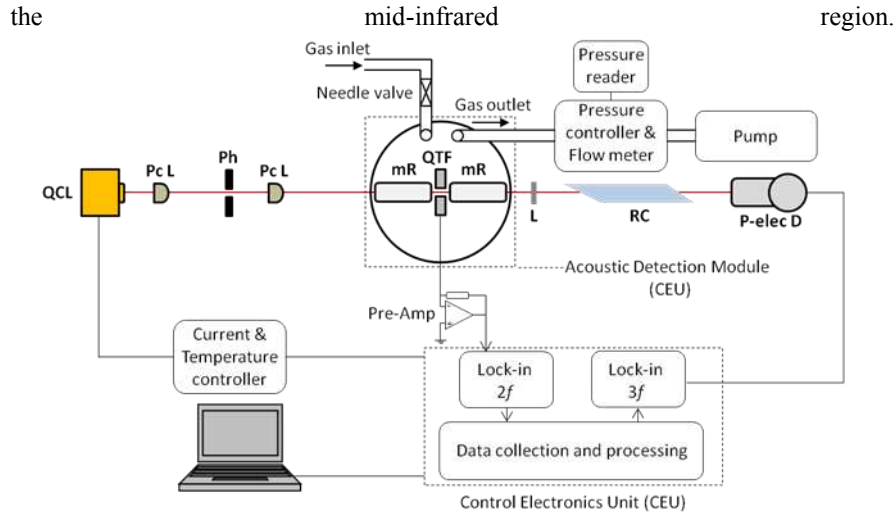 the mid-infrared region.
Gas inlet
Needle valve
Gas outlet
Pressure
reader
Pressure
controller &
Flow meter
Pump
QCL
Pc L
Ph
Pc L
mR
QTF
mR
L
RC
P-elec D
Acoustic Detection Module
(CEU)
Pre-Amp
Current &
Temperature
controller
Lock-in
2f
Lock-in
3f
Data collection and processing
Control Electronics Unit (CEU)